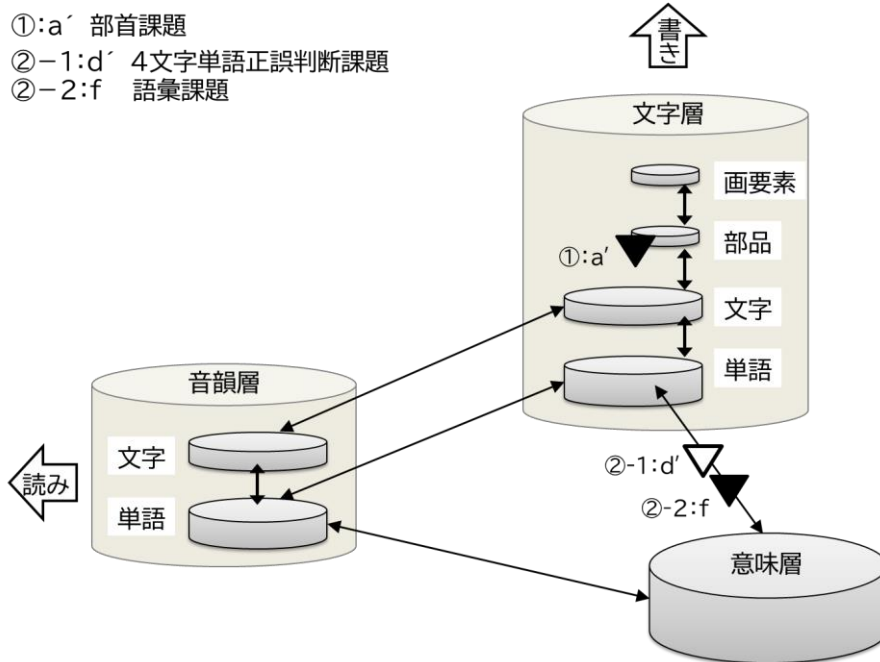 ①:a´ 部首課題
②－1:d´ 4文字単語正誤判断課題
②－2:f 語彙課題
書き
文字層
画要素
部品
①:a′
文字
単語
音韻層
文字
単語
読み
②-1:d′
②-2:f
意味層